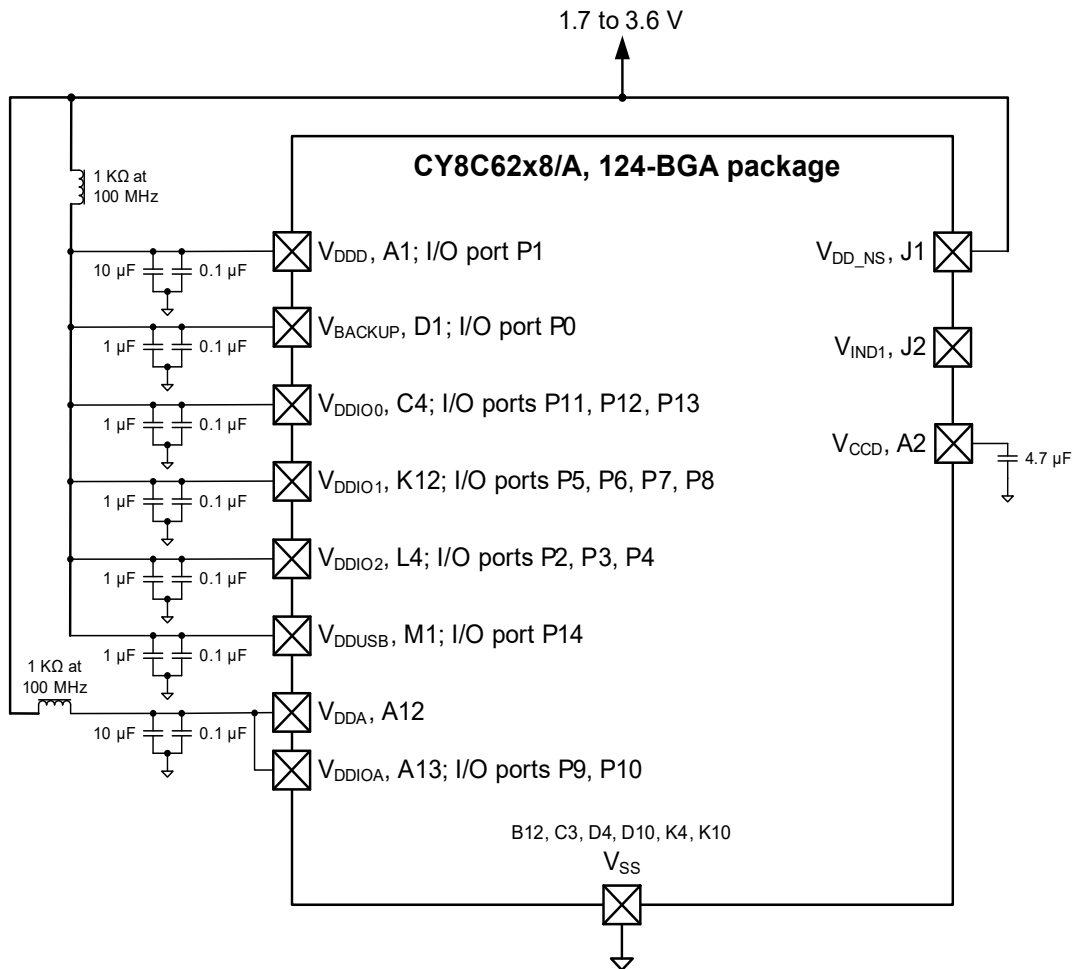 1.7 to 3.6 V
CY8C62x8/A, 124-BGA package
1 KΩ at
100 MHz
VDDD, A1; I/O port P1
VDD_NS, J1
10 µF
0.1 µF
VBACKUP, D1; I/O port P0
VIND1, J2
1 µF
0.1 µF
VDDIO0, C4; I/O ports P11, P12, P13
1 µF
0.1 µF
VCCD, A2
4.7 µF
VDDIO1, K12; I/O ports P5, P6, P7, P8
1 µF
0.1 µF
VDDIO2, L4; I/O ports P2, P3, P4
1 µF
0.1 µF
VDDUSB, M1; I/O port P14
1 µF
0.1 µF
1 KΩ at
100 MHz
VDDA, A12
10 µF
0.1 µF
VDDIOA, A13; I/O ports P9, P10
B12, C3, D4, D10, K4, K10
VSS